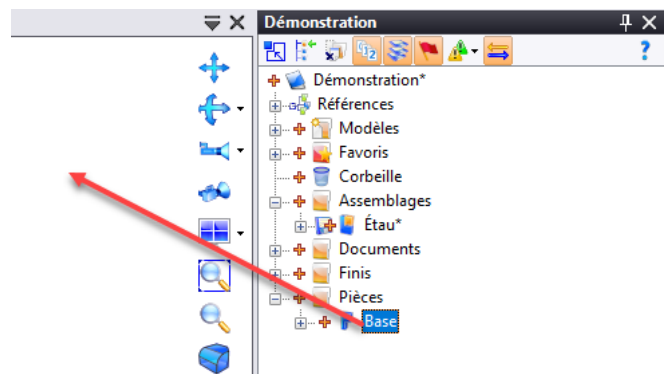 Démonstration
Démonstration*
Références
Modèles
Favoris
Corbeille
Assemblages
Étau*
Documents
Finis
Pièces
Base